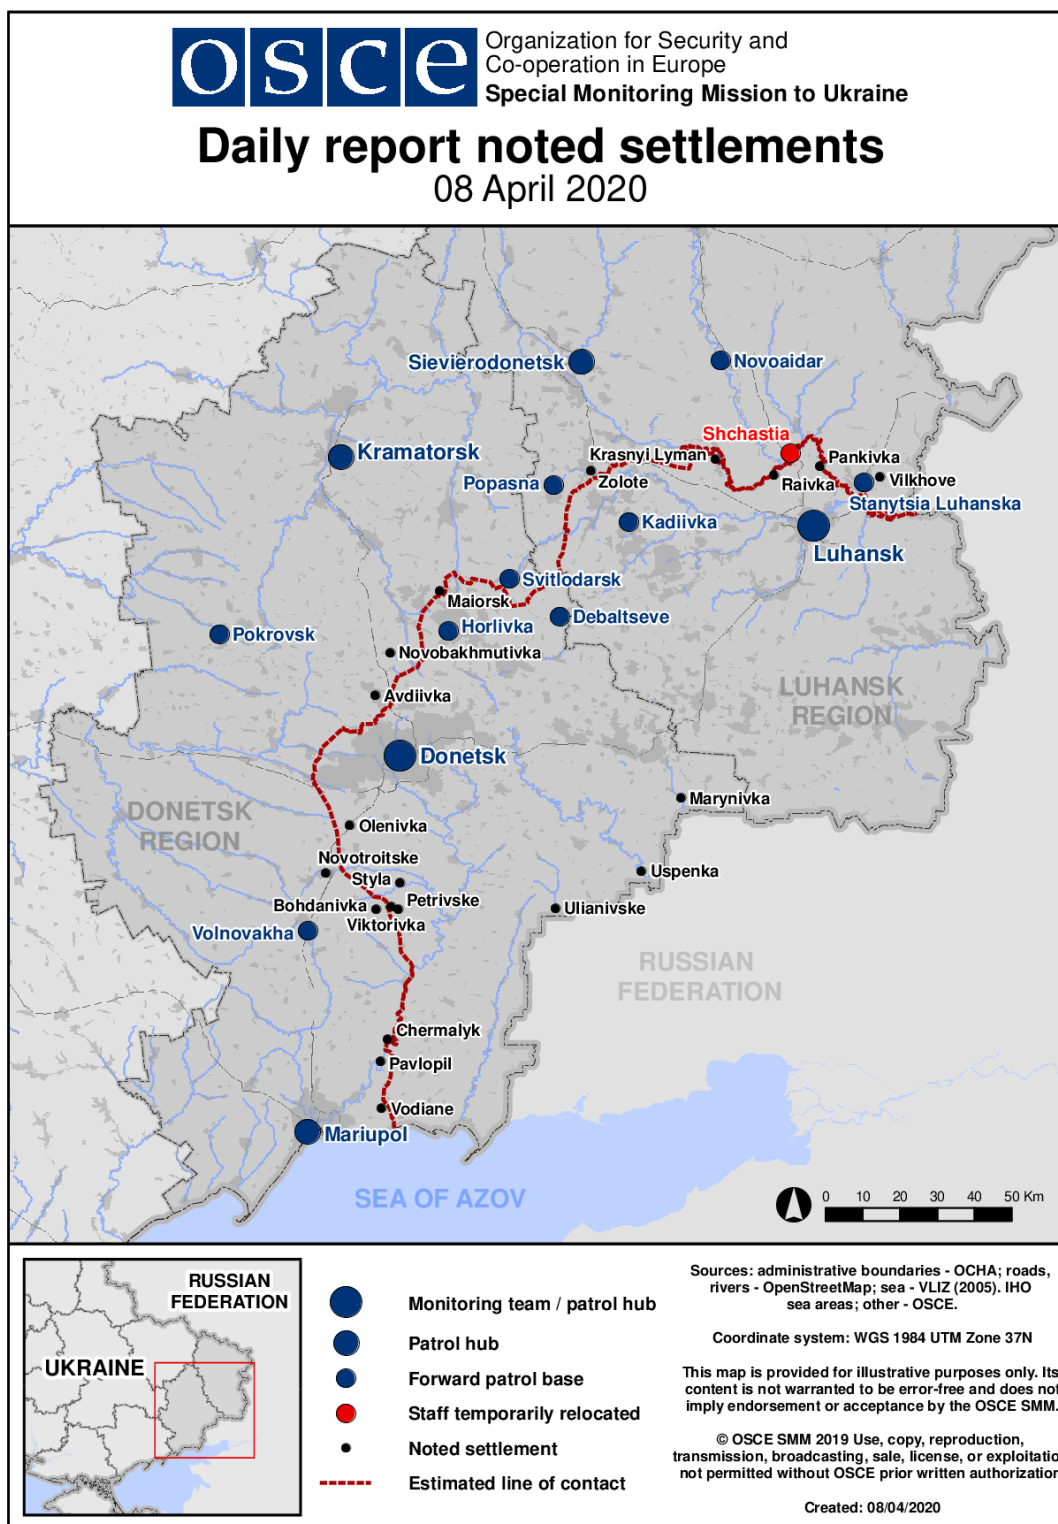 osce
Organization for Security and
Co-operation in Europe
Special Monitoring Mission to Ukraine
Daily report noted settlements
08 April 2020
Sievierodonetsk
Novoaidar
Shchastia
Kramatorsk
Krasnyi Lyman
Pankivka
Popasna
Zolote
Raivka
Vilkhove
Stanytsia Luhanska
Kadiivka
Luhansk
Svitlodarsk
Maiorsk
Debaltseve
Horlivka
Pokrovsk
Novobakhmutivka
LUHANSK
REGION
Avdiivka
Donetsk
Marynivka
DONETSK
REGION
Olenivka
Novotroitske
Styla
Uspenka
Bohdanivka
Petrivske
Ulianivske
Viktorivka
Volnovakha
RUSSIAN
FEDERATION
Chermalyk
Pavlopil
Vodiane
Mariupol
SEA OF AZOV
0 10 20 30 40 50 Km
RUSSIAN
FEDERATION
UKRAINE
Monitoring team / patrol hub
Patrol hub
Forward patrol base
Staff temporarily relocated
Noted settlement
Estimated line of contact
Sources: administrative boundaries - OCHA; roads,
rivers - OpenStreetMap; sea - VLIZ (2005). IHO
sea areas; other - OSCE.
Coordinate system: WGS 1984 UTM Zone 37N
This map is provided for illustrative purposes only. Its
content is not warranted to be error-free and does not
imply endorsement or acceptance by the OSCE SMM.
© OSCE SMM 2019 Use, copy, reproduction,
transmission, broadcasting, sale, license, or exploitatio
not permitted without OSCE prior written authorization
Created: 08/04/2020